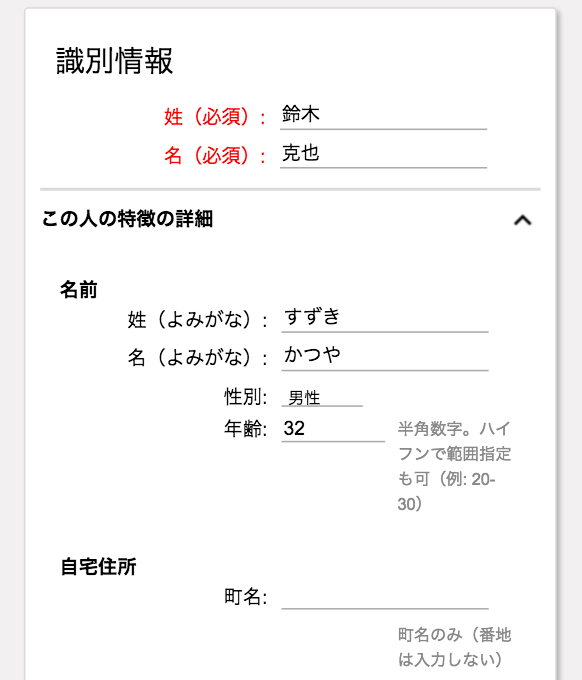 識別情報
姓（必須）: 鈴木
名（必須）: 克也
この人の特徴の詳細
名前
姓（よみがな）: すずき
名（よみがな）: かつや
性別: 男性
年齢: 32
半角数字。ハイ
フンで範囲指定
も可（例: 20-
30）
自宅住所
町名:
町名のみ（番地
は入力しない）